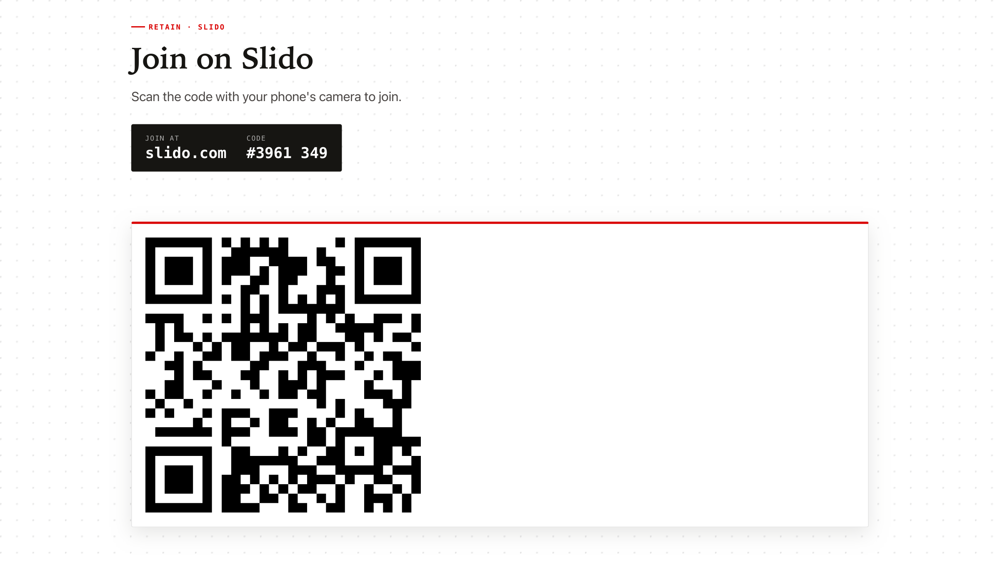 RETAIN · SLIDO
Join on Slido
Scan the code with your phone's camera to join.
JOIN AT CODE
slido.com #3961 349